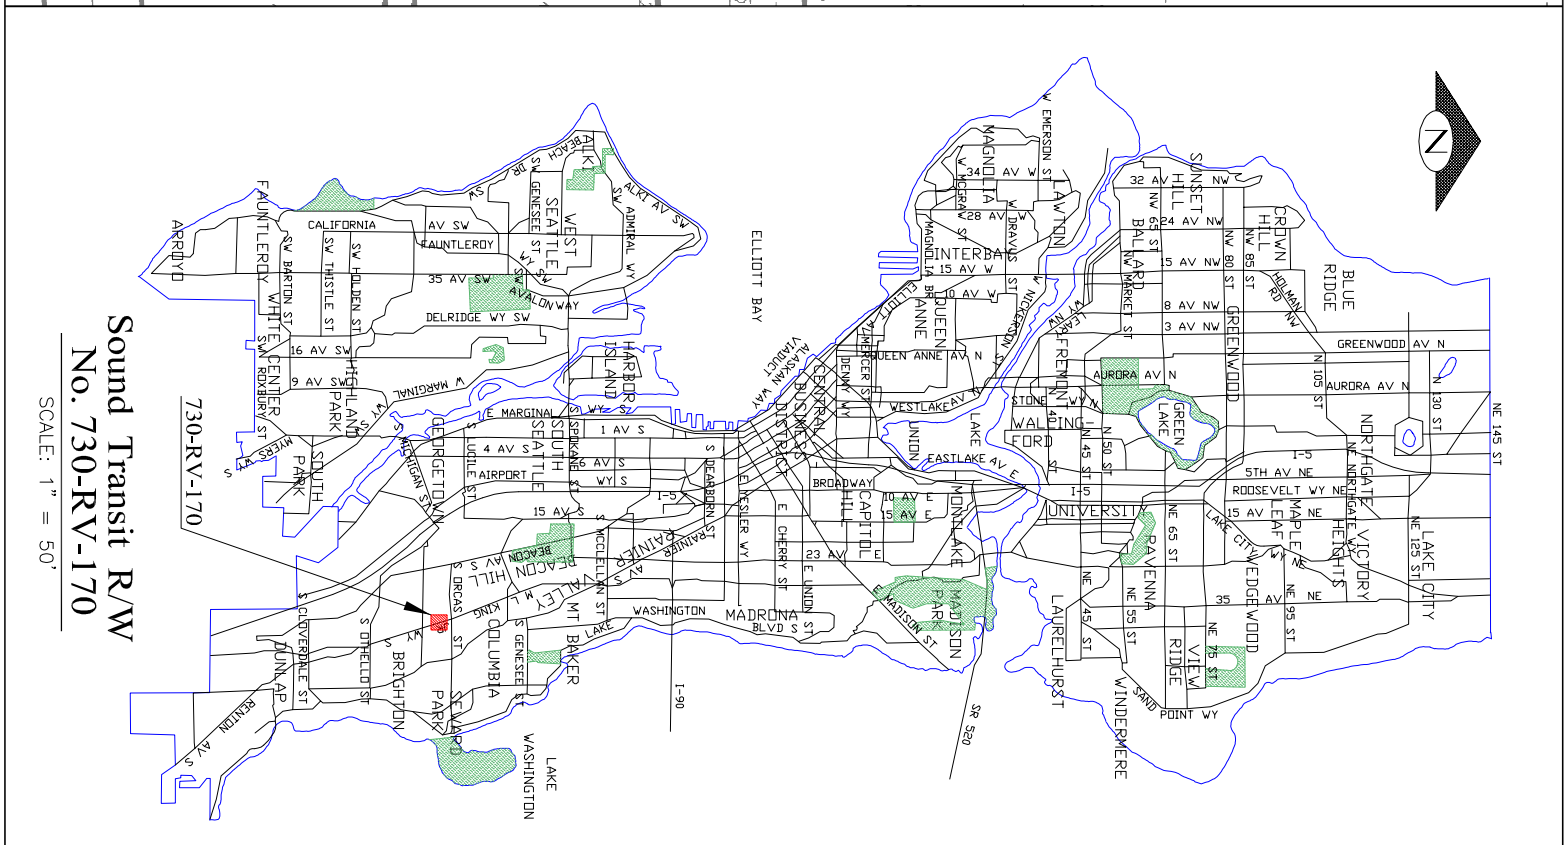 N
Sound Transit R/W
No. 730-RV-170
SCALE: 1" = 50'
730-RV-170
ELLIOTT BAY
LAKE
WASHINGTON
ALKI
BEACH DR SW
ALKI AV SW
SW ADMIRAL WY
SW GENESEE ST
WEST
SEATTLE
CALIFORNIA AV SW
FAUNTLEROY WY SW
35 AV SW
SW AVALON WAY
DELRIDGE WY SW
16 AV SW
9 AV SW
W MARGINAL WY S
ARROYO
FAUNTLEROY
SW BARTON ST
SW THISTLE ST
SW HOLDEN ST
WHITE CENTER
SW ROXBURY ST
HIGHLAND
PARK
MYERS WY S
SOUTH
PARK
HARBOR
ISLAND
E MARGINAL WY S
S MICHIGAN ST
GEORGETOWN
S LUCILE ST
1 AV S
4 AV S
6 AV S
AIRPORT WY S
SOUTH
SEATTLE
S SPOKANE ST
15 AV S
I-5
S DEARBORN ST
E YESLER WY
S MCCLELLAN ST
BEACON AV S
BEACON
HILL
RAINIER
VALLEY
RAINIER AV S
M L KING
WY S
S ORCAS ST
MT BAKER
COLUMBIA
S GENESEE ST
LAKE WASHINGTON BLVD S
S CLOVERDALE ST
S OTHELLO ST
DUNLAP
BRIGHTON
SEWARD
PARK
RENTON AV S
I-90
MADRONA
E CHERRY ST
E UNION ST
23 AV E
E MADISON ST
MADISON
PARK
SR 520
MONTLAKE
CAPITOL
HILL
BROADWAY
10 AV E
15 AV E
CENTRAL
BUSINESS
DISTRICT
ALASKAN WAY
VIADUCT
DENNY WY
MERCER ST
ELLIOTT AV
QUEEN ANNE AV N
QUEEN
ANNE
10 AV W
15 AV W
INTERBAY
MAGNOLIA BR
MAGNOLIA
34 AV W
28 AV W
W MCGRAW ST
W DRAVUS ST
W EMERSON ST
LAWTON
W NICKERSON ST
WESTLAKE AV N
LAKE
UNION
EASTLAKE AV E
FREMONT
LEARY WY NW
STONE WY N
WALLING-
FORD
N 45 ST
N 50 ST
AURORA AV N
GREEN
LAKE
SUNSET
HILL
32 AV NW
24 AV NW
15 AV NW
8 AV NW
3 AV NW
NW 65 ST
BALLARD
NW MARKET ST
NW 80 ST
NW 85 ST
CROWN
HILL
HOLMAN RD NW
GREENWOOD
BLUE
RIDGE
GREENWOOD AV N
AURORA AV N
N 105 ST
N 130 ST
NE 145 ST
I-5
5TH AV NE
ROOSEVELT WY NE
15 AV NE
NORTHGATE
NE NORTHGATE WY
MAPLE
LEAF
VICTORY
HEIGHTS
NE 125 ST
LAKE CITY
LAKE CITY WY NE
I-5
UNIVERSITY
NE 65 ST
RAVENNA
NE 55 ST
NE 45 ST
35 AV NE
NE 95 ST
WEDGEWOOD
NE 75 ST
VIEW
RIDGE
LAURELHURST
SAND POINT WY
WINDERMERE